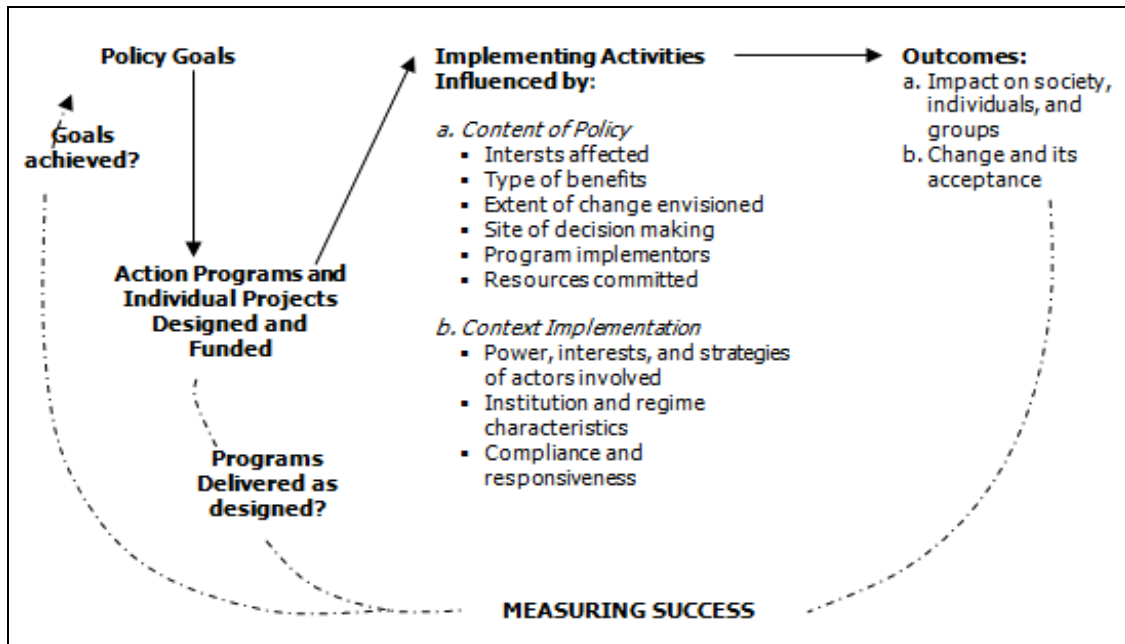 Policy Goals
Goals
achieved?
Action Programs and
Individual Projects
Designed and
Funded
Programs
Delivered as
designed?
Implementing Activities
Influenced by:
a. Content of Policy
▪ Intersts affected
▪ Type of benefits
▪ Extent of change envisioned
▪ Site of decision making
▪ Program implementors
▪ Resources committed
b. Context Implementation
▪ Power, interests, and strategies
of actors involved
▪ Institution and regime
characteristics
▪ Compliance and
responsiveness
Outcomes:
a. Impact on society,
individuals, and
groups
b. Change and its
acceptance
MEASURING SUCCESS